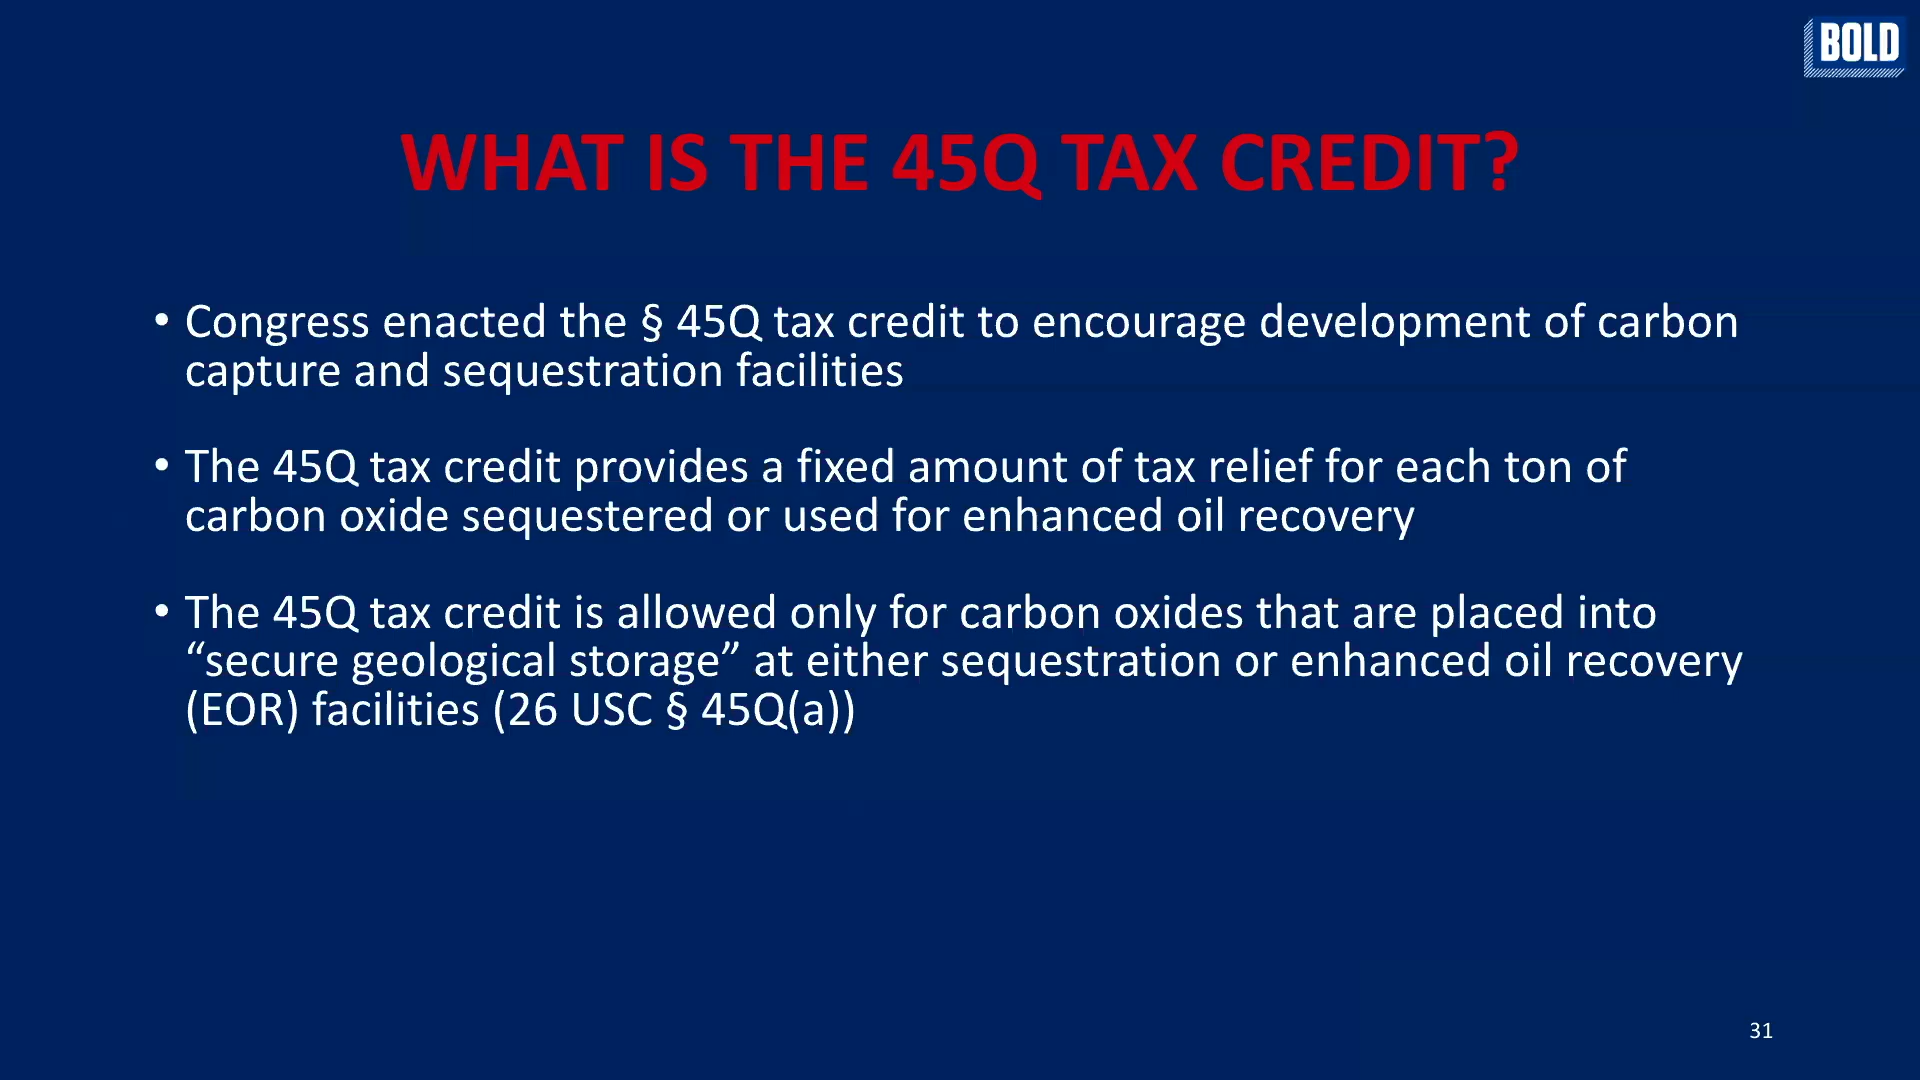 BOLD
WHAT IS THE 45Q TAX CREDIT?
• Congress enacted the § 45Q tax credit to encourage development of carbon
capture and sequestration facilities
• The 45Q tax credit provides a fixed amount of tax relief for each ton of
carbon oxide sequestered or used for enhanced oil recovery
• The 45Q tax credit is allowed only for carbon oxides that are placed into
“secure geological storage” at either sequestration or enhanced oil recovery
(EOR) facilities (26 USC § 45Q(a))
31